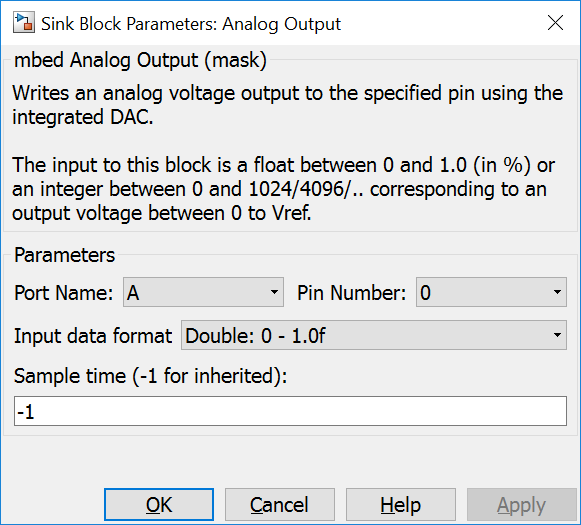 Sink Block Parameters: Analog Output
mbed Analog Output (mask)
Writes an analog voltage output to the specified pin using the
integrated DAC.
The input to this block is a float between 0 and 1.0 (in %) or
an integer between 0 and 1024/4096/.. corresponding to an
output voltage between 0 to Vref.
Parameters
Port Name: A Pin Number: 0
Input data format Double: 0 - 1.0f
Sample time (-1 for inherited):
-1
OK Cancel Help Apply